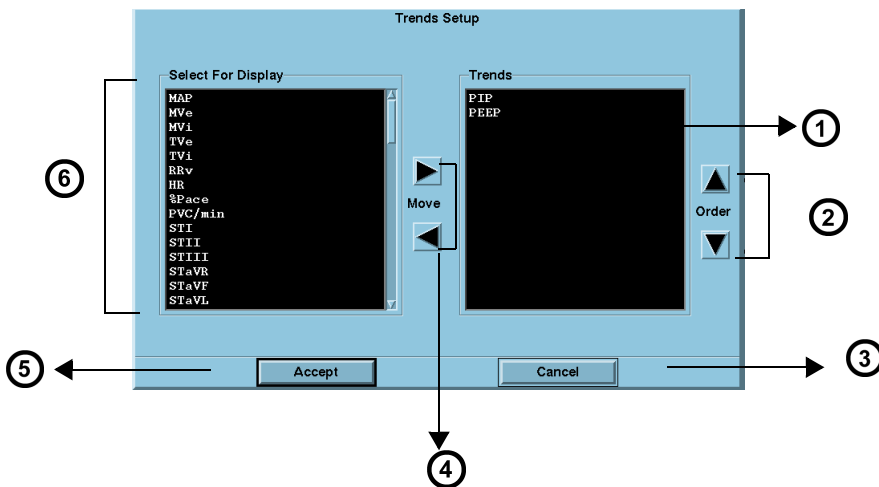 Trends Setup
Select For Display
MAP
MVe
MVi
TVe
TVi
RRv
HR
%Pace
PVC/min
STI
STII
STIII
STaVR
STaVF
STaVL
Move
Trends
PIP
PEEP
Order
Accept
Cancel
1
2
3
4
5
6